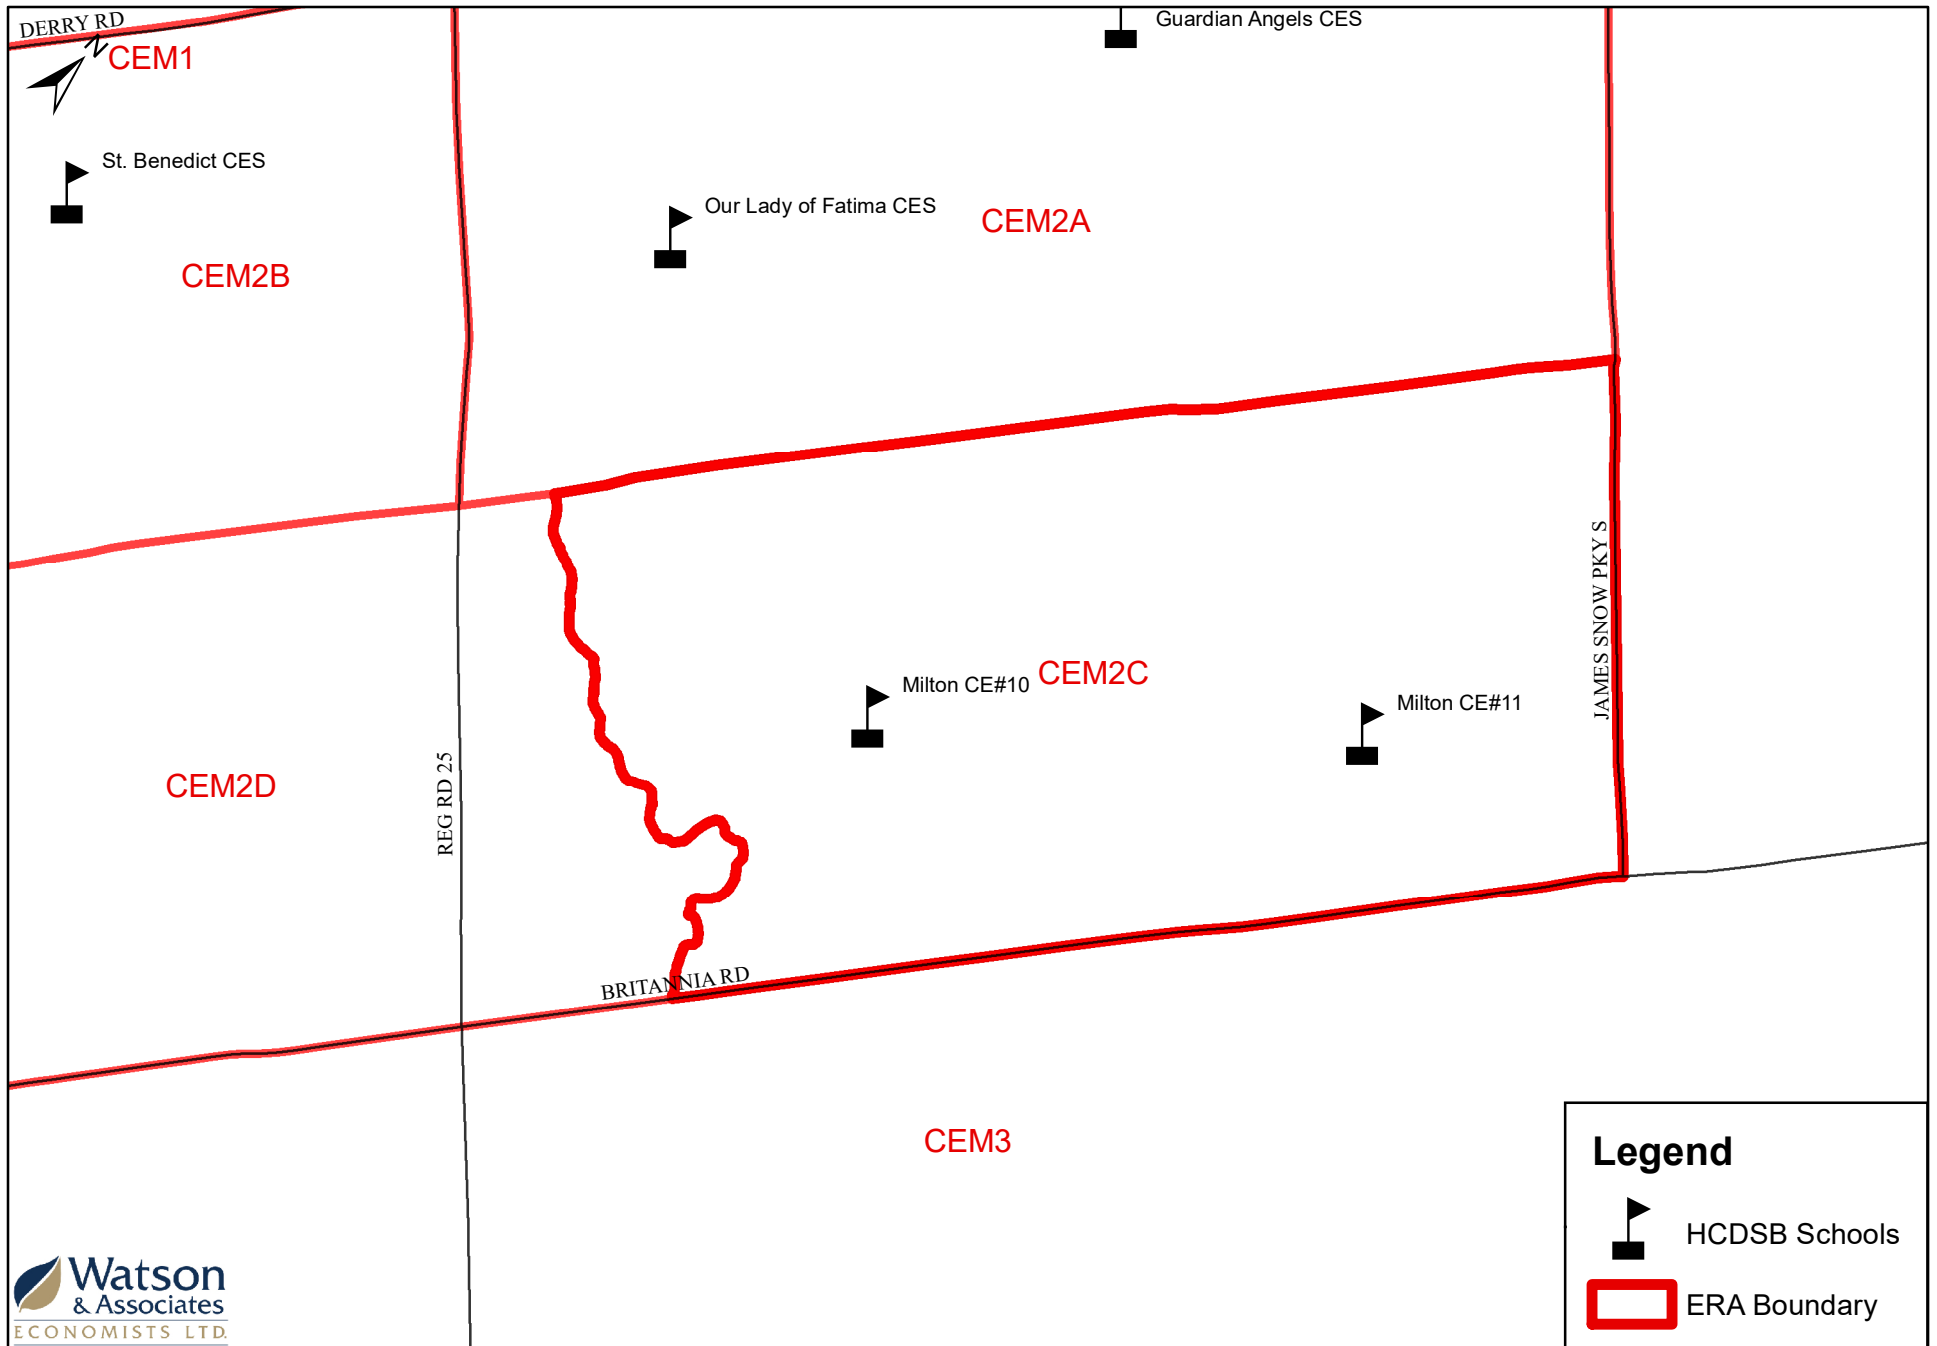 DERRY RD
Guardian Angels CES
N
CEM1
St. Benedict CES
Our Lady of Fatima CES
CEM2A
CEM2B
JAMES SNOW PKY S
CEM2C
Milton CE#10
Milton CE#11
CEM2D
REG RD 25
BRITANNIA RD
CEM3
Legend
HCDSB Schools
ERA Boundary
Watson
& Associates
ECONOMISTS LTD.